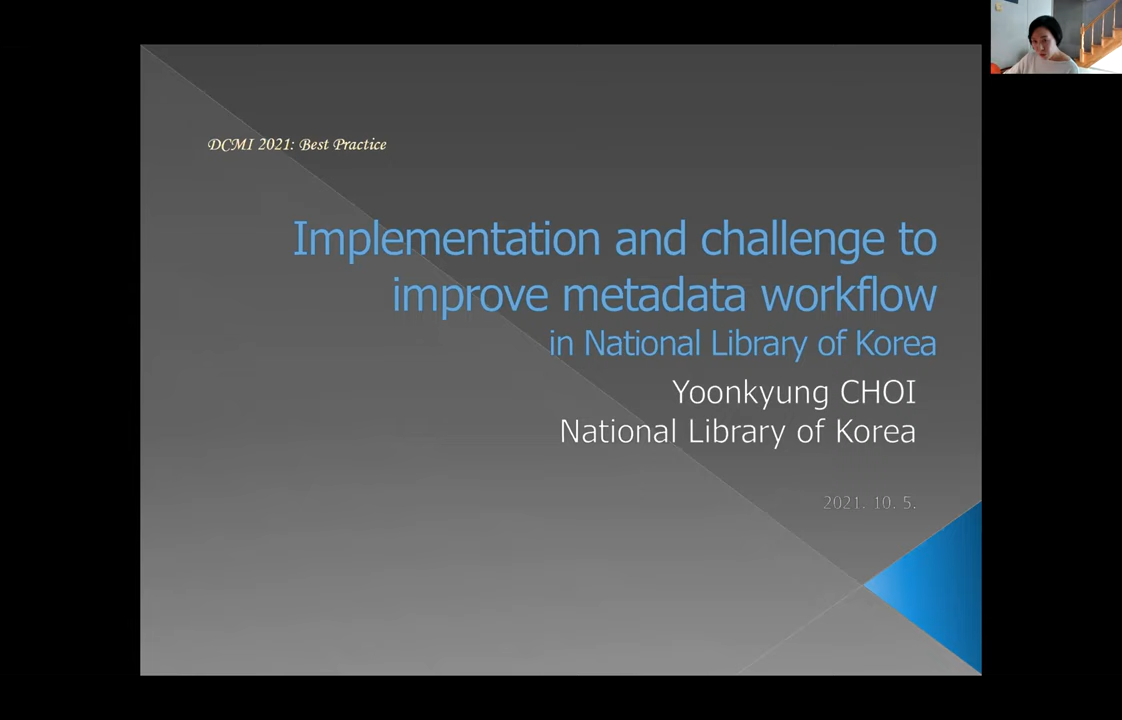 DCMI 2021: Best Practice
Implementation and challenge to
improve metadata workflow
in National Library of Korea
Yoonkyung CHOI
National Library of Korea
2021. 10. 5.